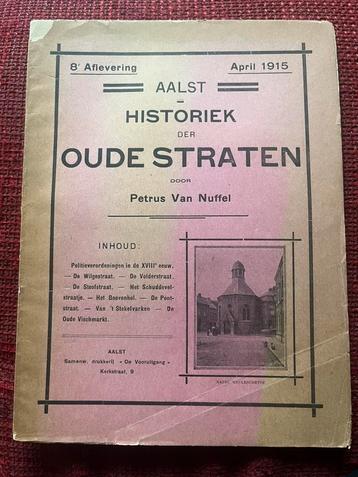 8e Aflevering April 1915
AALST
HISTORIEK
DER
OUDE STRATEN
DOOR
Petrus Van Nuffel
INHOUD:
Politieverordeningen in de XVIIIe eeuw.
— De Wilgestraat. — De Volderstraat.
— De Stoofstraat. — Het Schuddevel-
straatje. — Het Boevenhol. — De Pont-
straat. — Van 't Stekelvarken. — De
Oude Vischmarkt.
AALST
Samenw. drukkerij « De Vooruitgang »
Kerkstraat, 9